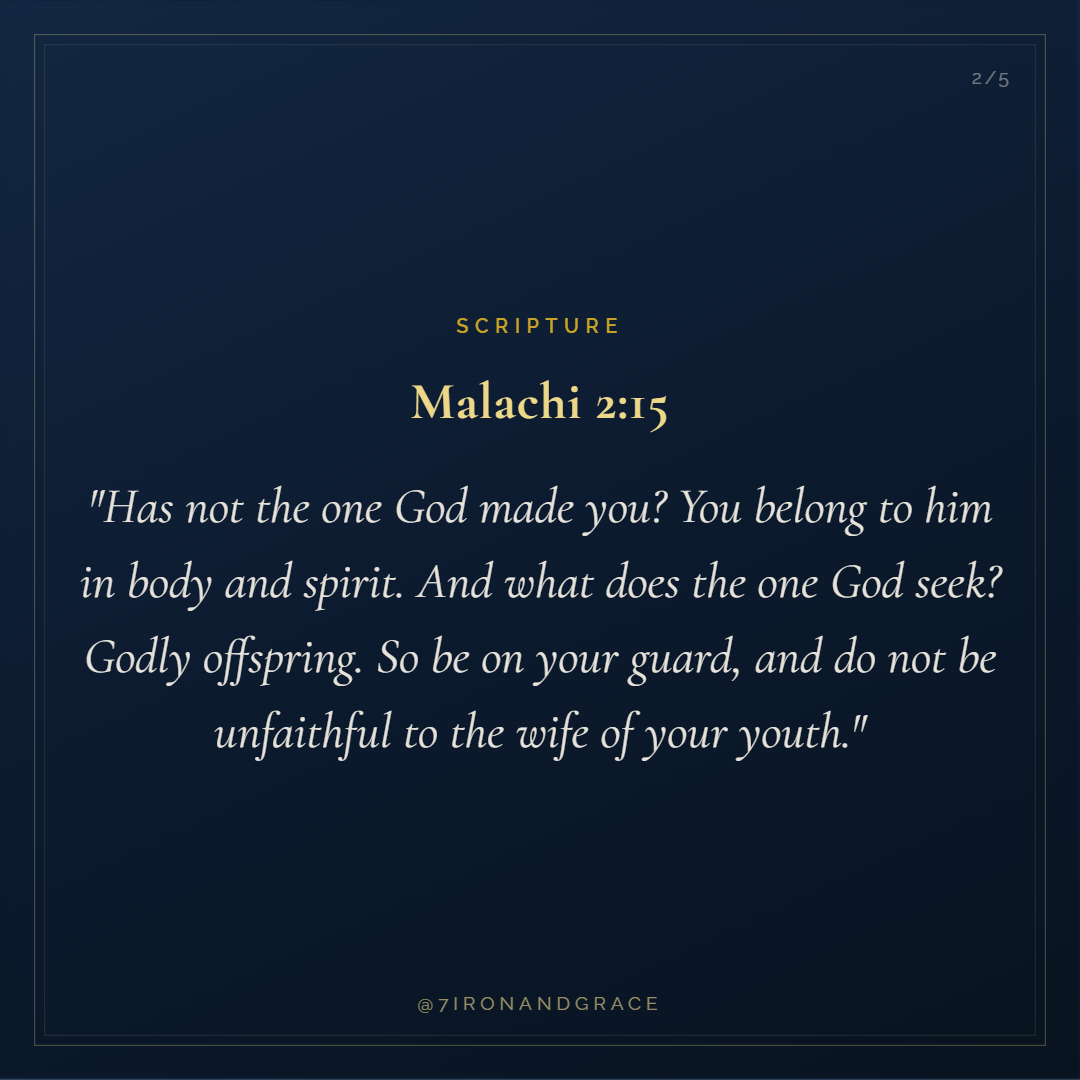 2/5
SCRIPTURE
Malachi 2:15
"Has not the one God made you? You belong to him
in body and spirit. And what does the one God seek?
Godly offspring. So be on your guard, and do not be
unfaithful to the wife of your youth."
@7IRONANDGRACE